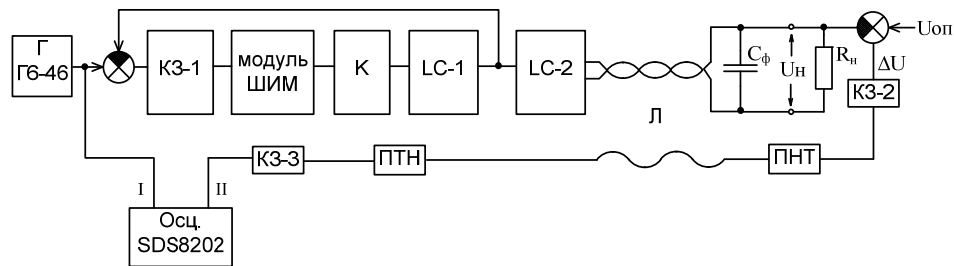 Г
Г6-46
КЗ-1
модуль
ШИМ
К
LC-1
LC-2
Л
Cф
Uн
Rн
Uоп
ΔU
КЗ-2
КЗ-3
ПТН
ПНТ
I
II
Осц.
SDS8202